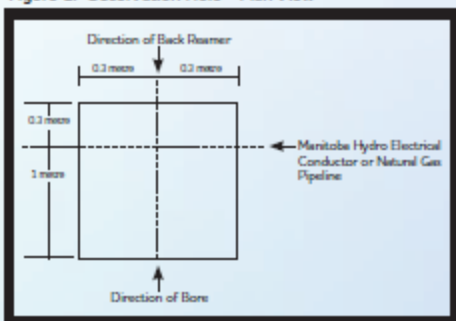 Direction of Back Reamer
0.3 metre 0.3 metre
0.3 metre
Manitoba Hydro Electrical
Conductor or Natural Gas
Pipeline
1 metre
Direction of Bore